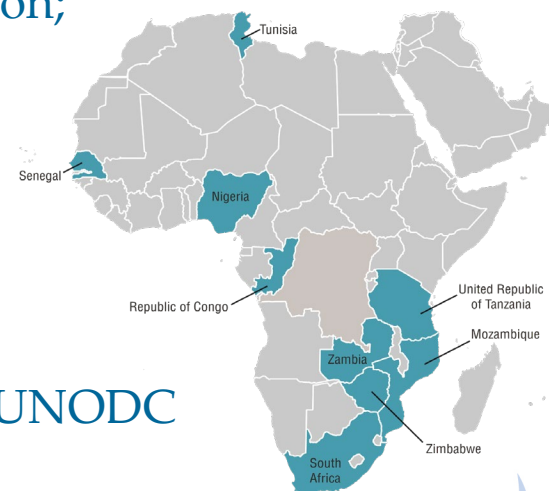 on;
Tunisia
Senegal
Nigeria
Republic of Congo
United Republic
of Tanzania
Mozambique
Zambia
UNODC
Zimbabwe
South
Africa